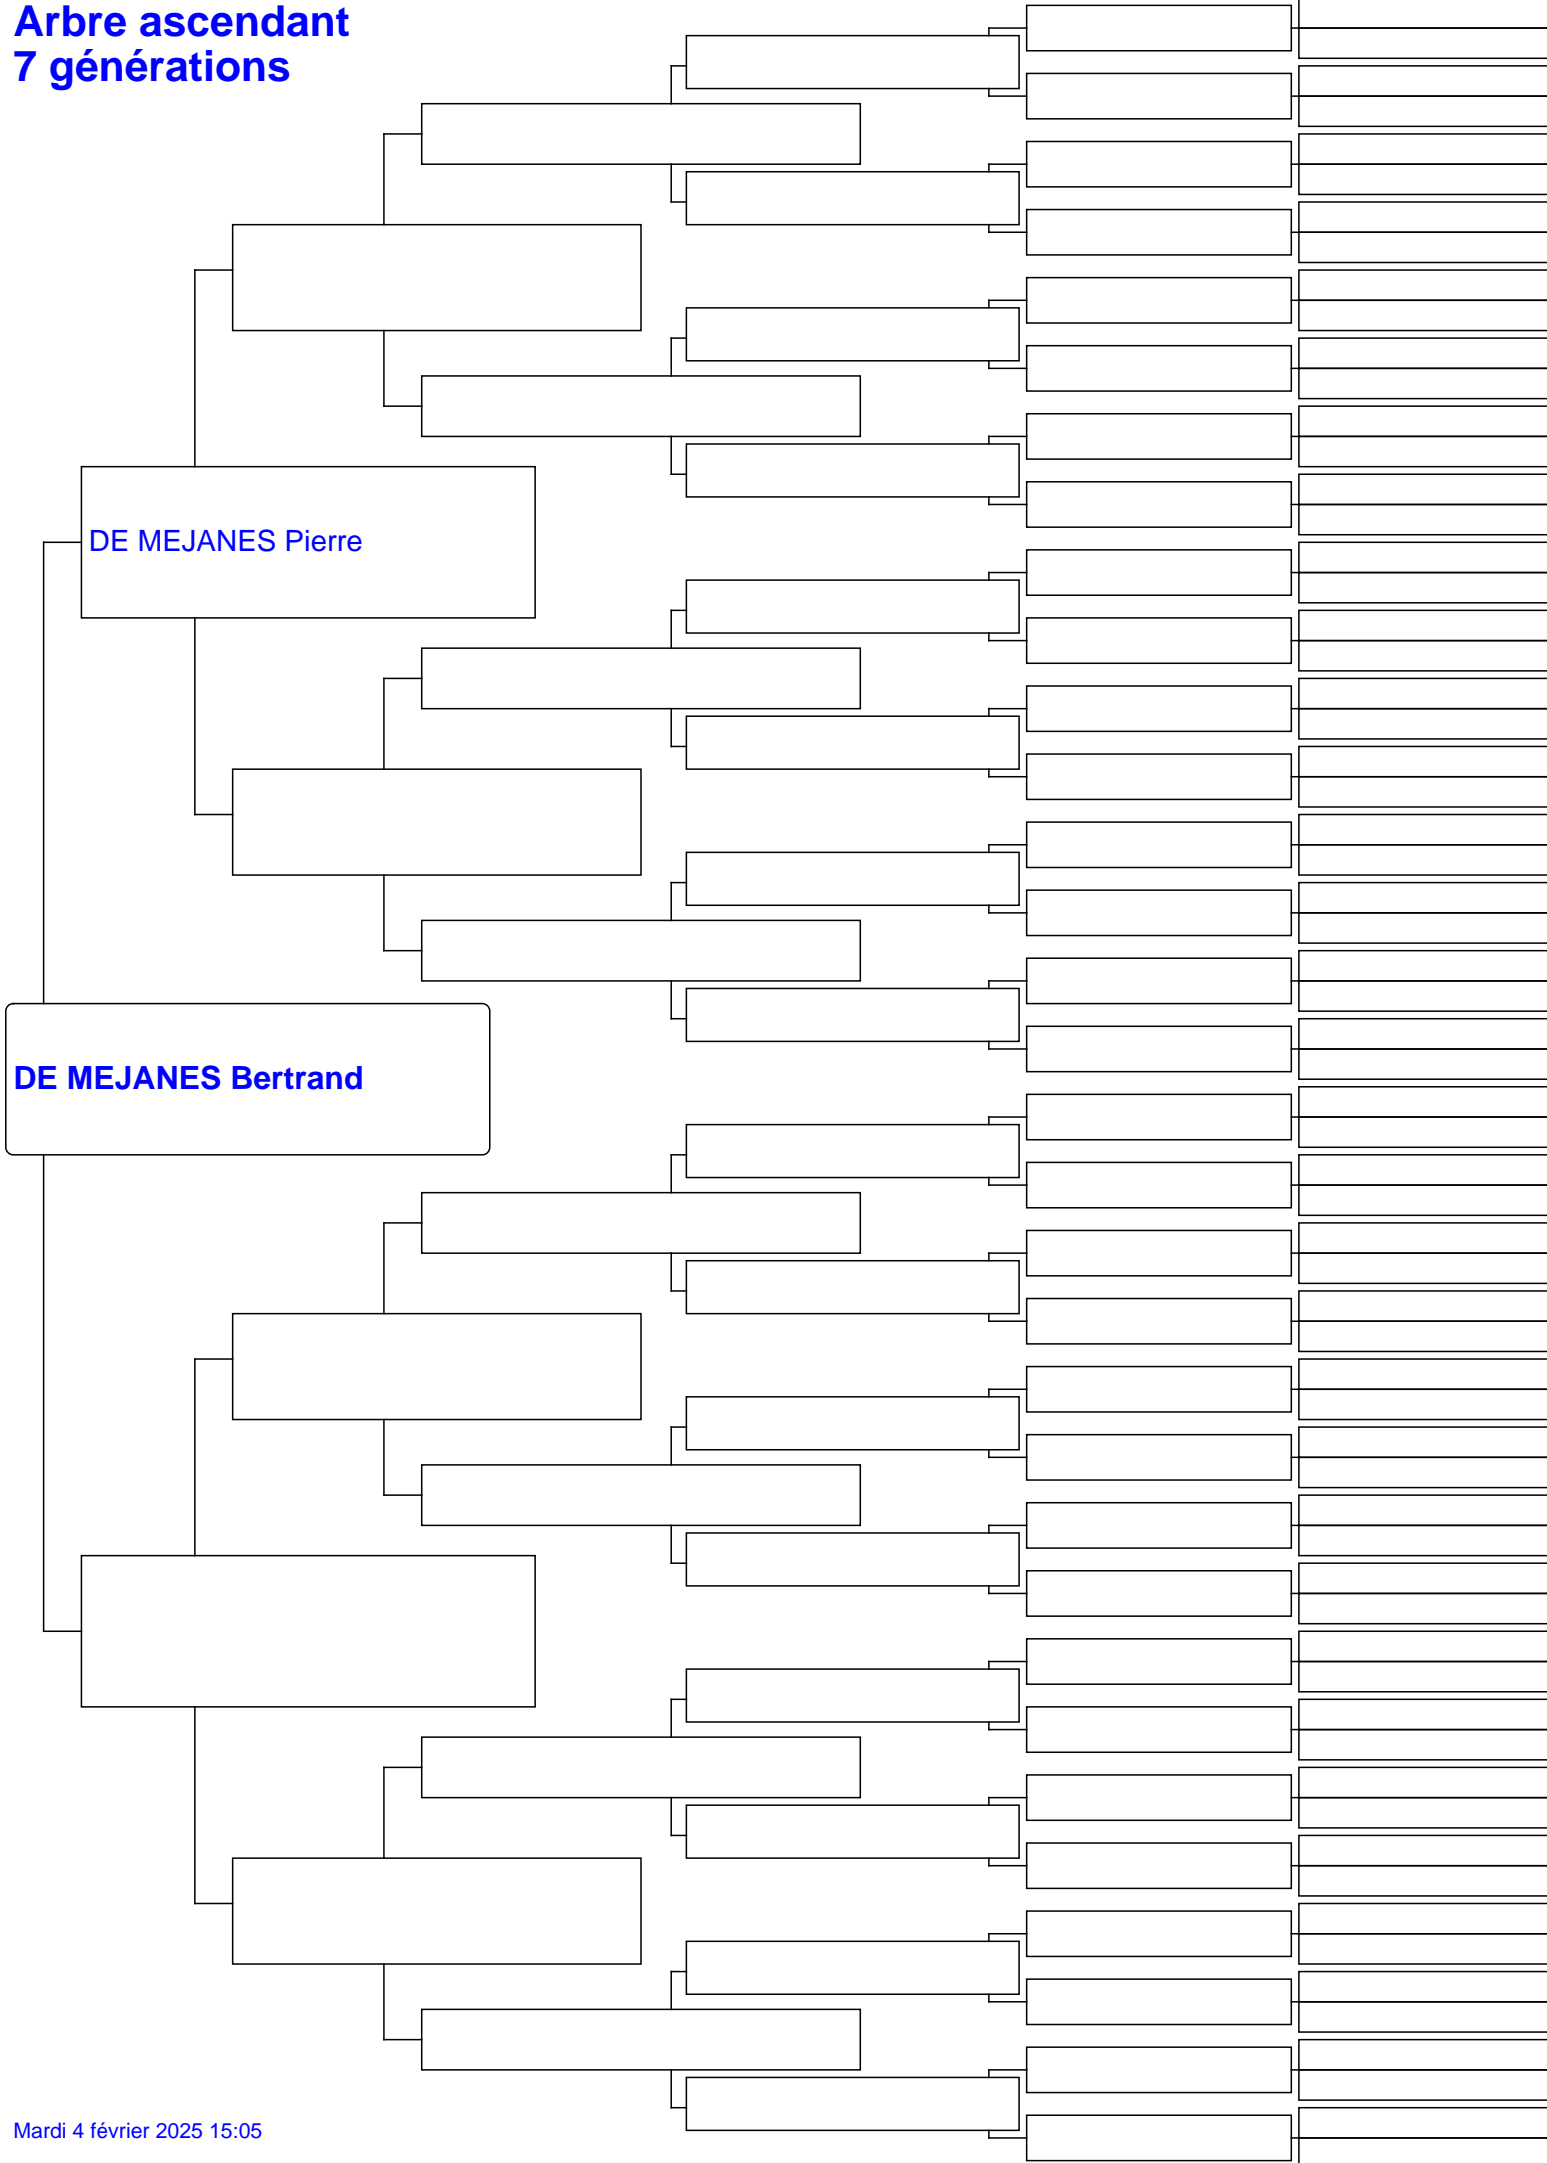 Arbre ascendant
7 générations
DE MEJANES Pierre
DE MEJANES Bertrand
Mardi 4 février 2025 15:05